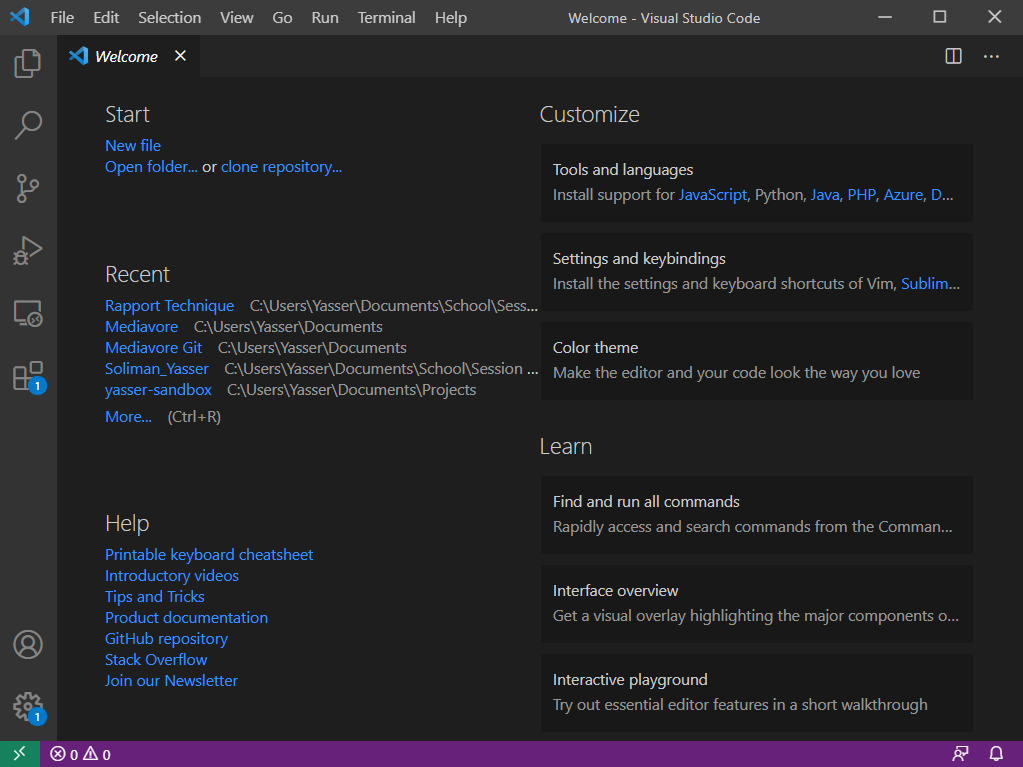 File Edit Selection View Go Run Terminal Help Welcome - Visual Studio Code
Welcome
Start
New file
Open folder... or clone repository...
Recent
Rapport Technique C:\Users\Yasser\Documents\School\Sess...
Mediavore C:\Users\Yasser\Documents
Mediavore Git C:\Users\Yasser\Documents
Soliman_Yasser C:\Users\Yasser\Documents\School\Session ...
yasser-sandbox C:\Users\Yasser\Documents\Projects
More... (Ctrl+R)
Help
Printable keyboard cheatsheet
Introductory videos
Tips and Tricks
Product documentation
GitHub repository
Stack Overflow
Join our Newsletter
Customize
Tools and languages
Install support for JavaScript, Python, Java, PHP, Azure, D...
Settings and keybindings
Install the settings and keyboard shortcuts of Vim, Sublim...
Color theme
Make the editor and your code look the way you love
Learn
Find and run all commands
Rapidly access and search commands from the Comman...
Interface overview
Get a visual overlay highlighting the major components o...
Interactive playground
Try out essential editor features in a short walkthrough
1
1
0 0